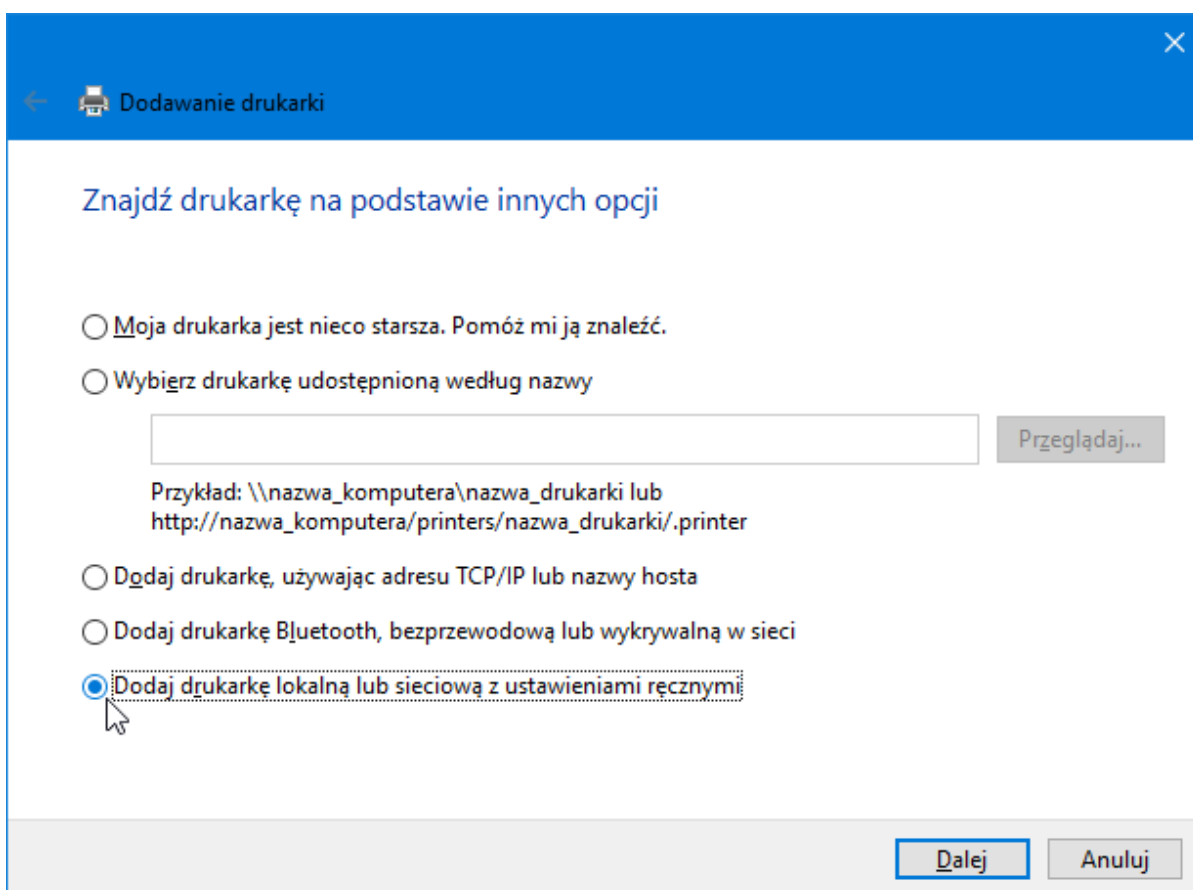 Dodawanie drukarki
Znajdź drukarkę na podstawie innych opcji
Moja drukarka jest nieco starsza. Pomóż mi ją znaleźć.
Wybierz drukarkę udostępnioną według nazwy
Przeglądaj...
Przykład: \\nazwa_komputera\nazwa_drukarki lub
http://nazwa_komputera/printers/nazwa_drukarki/.printer
Dodaj drukarkę, używając adresu TCP/IP lub nazwy hosta
Dodaj drukarkę Bluetooth, bezprzewodową lub wykrywalną w sieci
Dodaj drukarkę lokalną lub sieciową z ustawieniami ręcznymi
Dalej
Anuluj